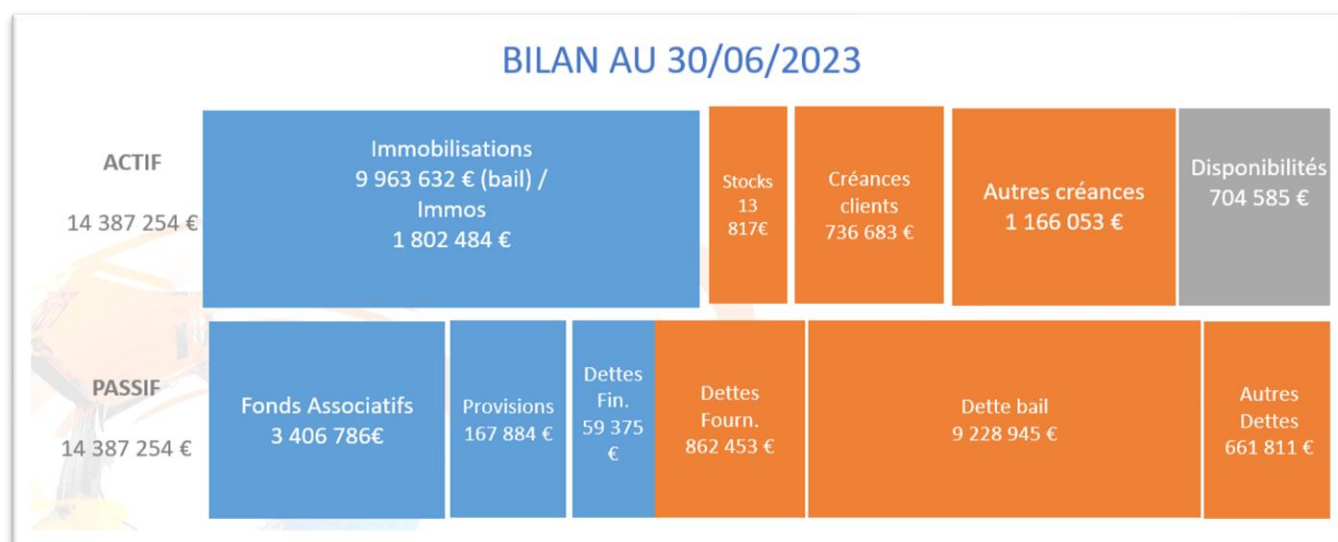 BILAN AU 30/06/2023
ACTIF
14 387 254 €
Immobilisations
9 963 632 € (bail) /
Immos
1 802 484 €
Stocks
13
817€
Créances
clients
736 683 €
Autres créances
1 166 053 €
Disponibilités
704 585 €
PASSIF
14 387 254 €
Fonds Associatifs
3 406 786€
Provisions
167 884 €
Dettes
Fin.
59 375
€
Dettes
Fourn.
862 453 €
Dette bail
9 228 945 €
Autres
Dettes
661 811 €